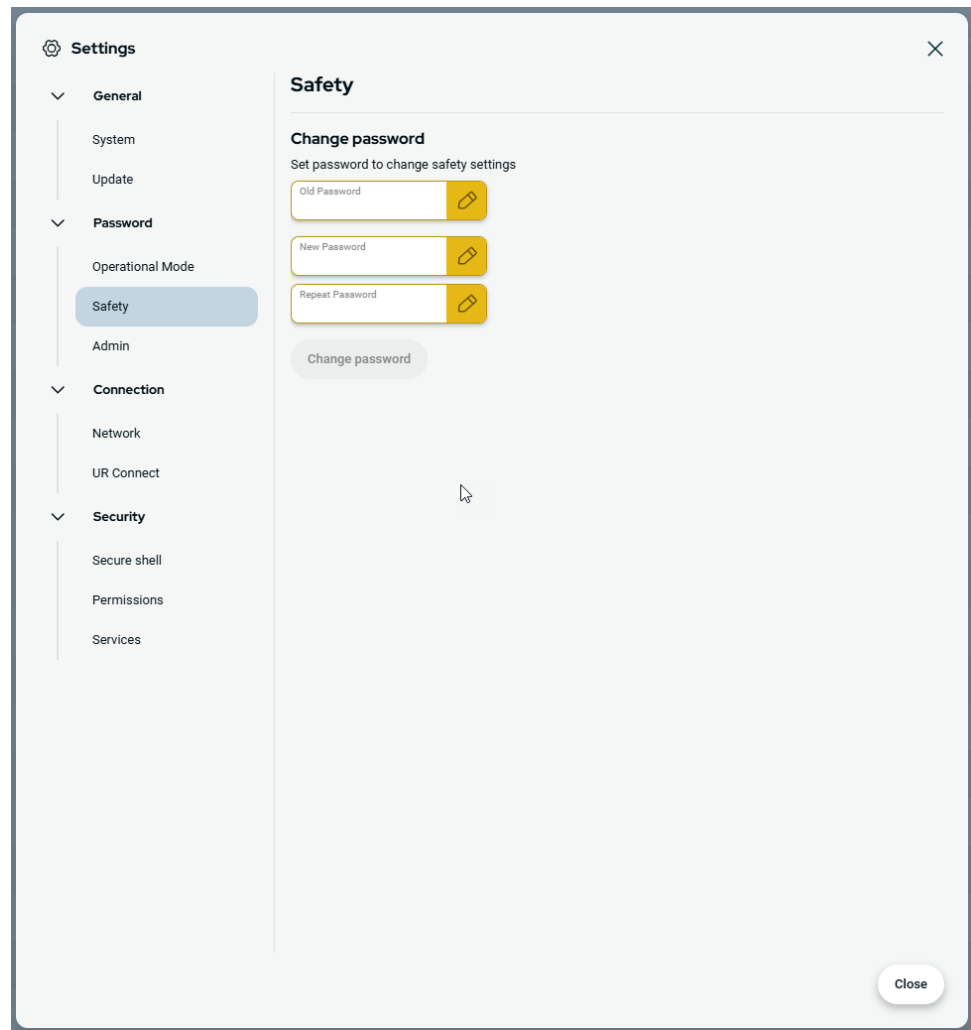 Settings
General
System
Update
Password
Operational Mode
Safety
Admin
Connection
Network
UR Connect
Security
Secure shell
Permissions
Services
Safety
Change password
Set password to change safety settings
Old Password
New Password
Repeat Password
Change password
Close